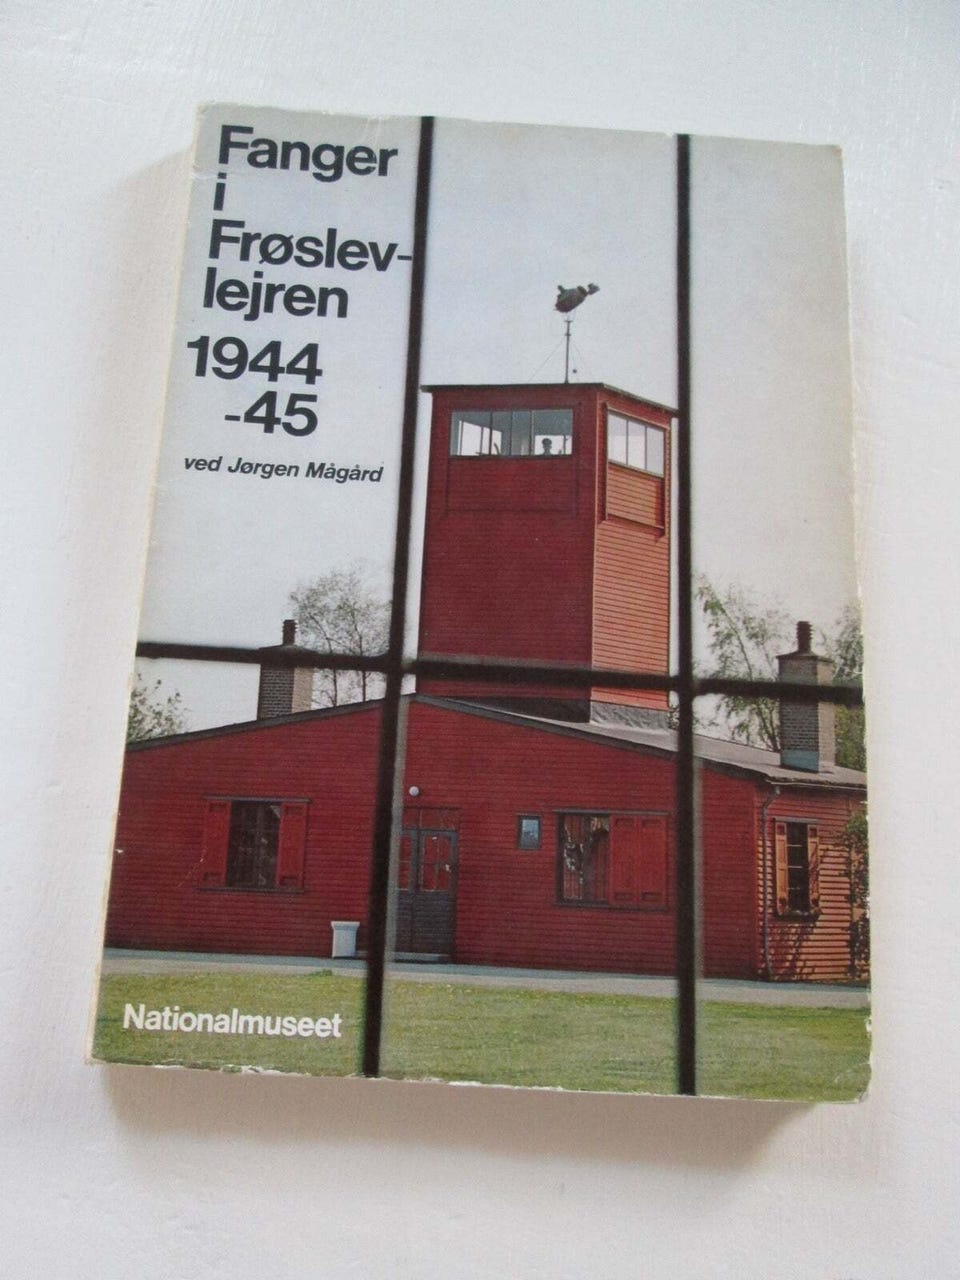 Fanger
i
Frøslev-
lejren
1944
-45
ved Jørgen Mågård
Nationalmuseet